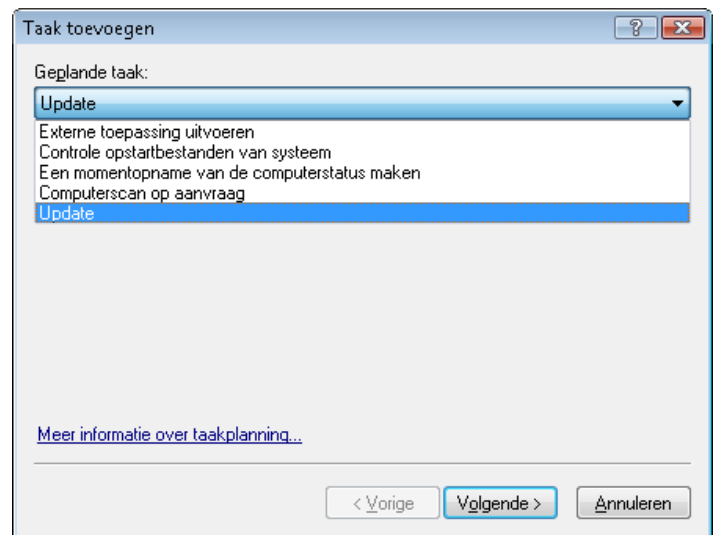 Taak toevoegen
Geplande taak:
Update
Externe toepassing uitvoeren
Controle opstartbestanden van systeem
Een momentopname van de computerstatus maken
Computerscan op aanvraag
Update
Meer informatie over taakplanning...
< Vorige Volgende > Annuleren